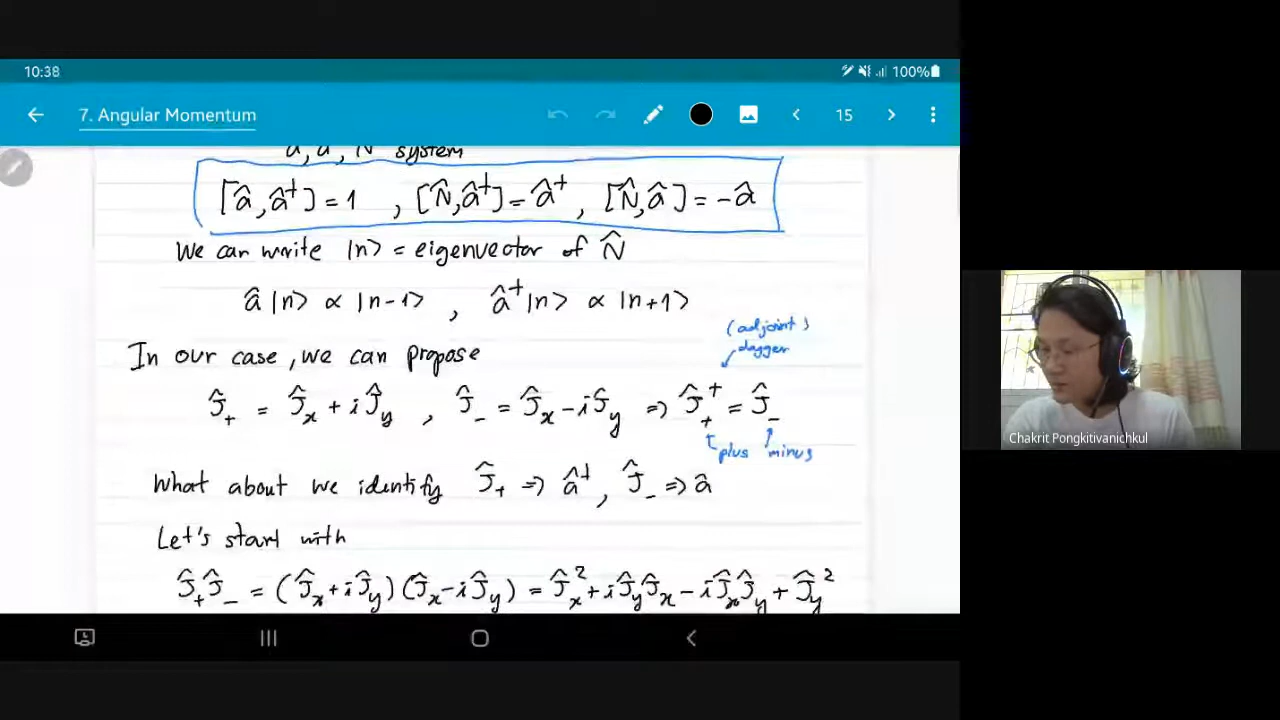 10:38
100%
7. Angular Momentum
15
a, a†, N system
[â, â†] = 1 , [N̂, â†] = â†, [N̂, â] = -â
We can write |n> = eigenvector of N̂
â |n> ∝ |n-1> , â†|n> ∝ |n+1>
(adjoint)
dagger
In our case, we can propose
Ĵ₊ = Ĵₓ + iĴy , Ĵ₋ = Ĵₓ - iĴy => Ĵ₊† = Ĵ₋
plus minus
What about we identify Ĵ₊ => â†, Ĵ₋ => â
Let's start with
Ĵ₊Ĵ₋ = (Ĵₓ + iĴy)(Ĵₓ - iĴy) = Ĵₓ² + iĴyĴₓ - iĴₓĴy + Ĵy²
Chakrit Pongkitivanichkul